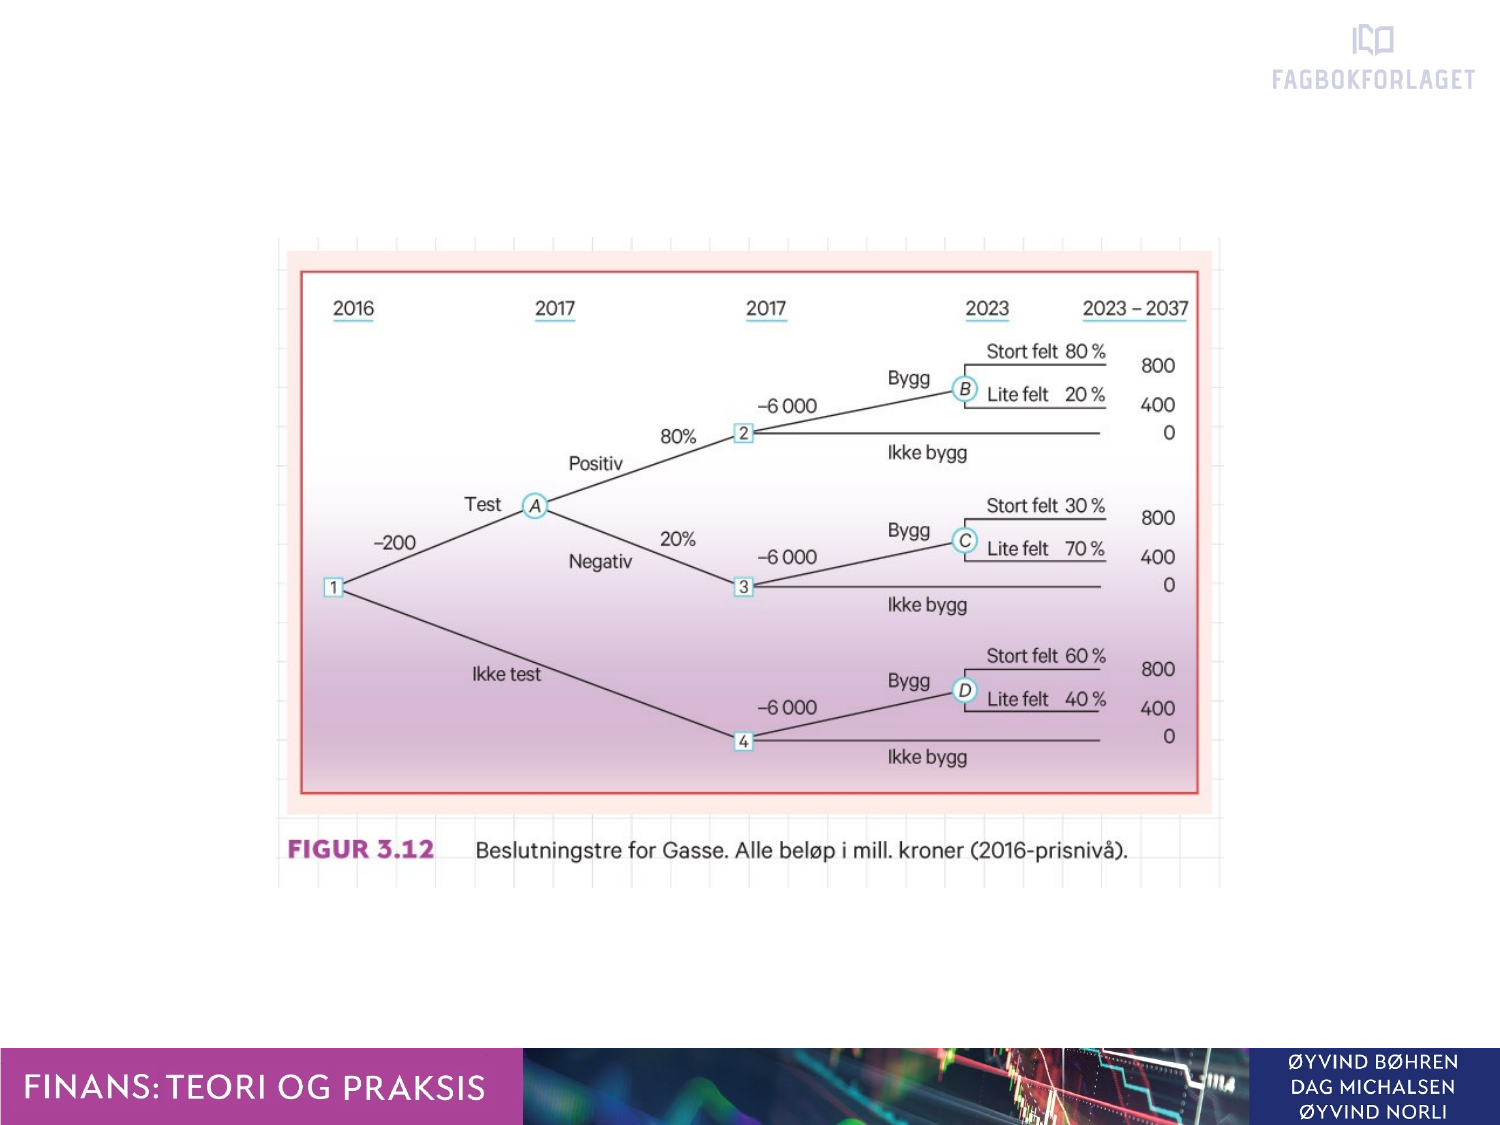 FAGBOKFORLAGET
2016 2017 2017 2023 2023 – 2037
Stort felt 80 % 800
Bygg B
Lite felt 20 % 400
–6 000
80% 2 0
Ikke bygg
Positiv
Test A
Stort felt 30 % 800
Bygg C
–200 20%
Lite felt 70 % 400
Negativ –6 000
1 3 0
Ikke bygg
Stort felt 60 % 800
Ikke test Bygg D
Lite felt 40 % 400
–6 000
4 0
Ikke bygg
FIGUR 3.12 Beslutningstre for Gasse. Alle beløp i mill. kroner (2016-prisnivå).
FINANS: TEORI OG PRAKSIS
ØYVIND BØHREN
DAG MICHALSEN
ØYVIND NORLI